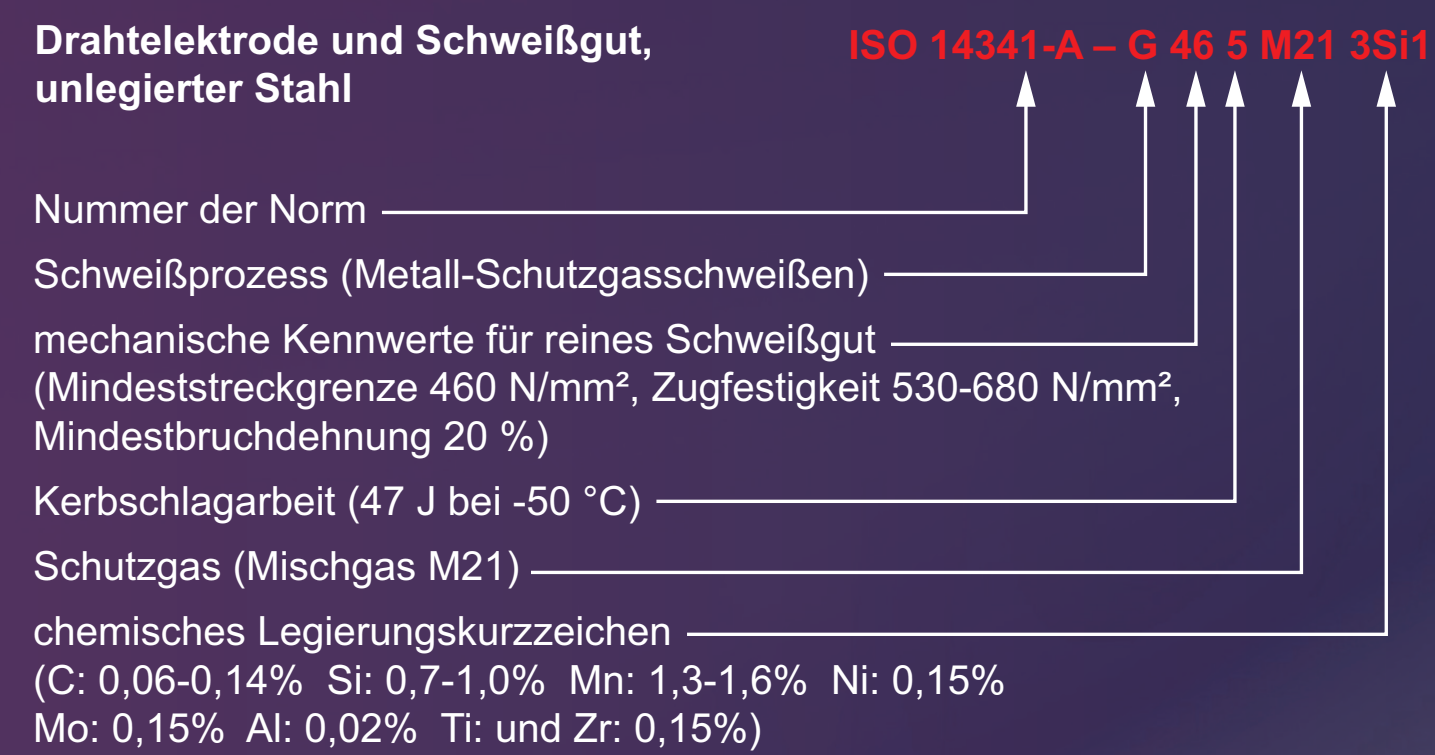 Drahtelektrode und Schweißgut,
unlegierter Stahl
ISO 14341-A – G 46 5 M21 3Si1
Nummer der Norm
Schweißprozess (Metall-Schutzgasschweißen)
mechanische Kennwerte für reines Schweißgut
(Mindeststreckgrenze 460 N/mm², Zugfestigkeit 530-680 N/mm²,
Mindestbruchdehnung 20 %)
Kerbschlagarbeit (47 J bei -50 °C)
Schutzgas (Mischgas M21)
chemisches Legierungskurzzeichen
(C: 0,06-0,14% Si: 0,7-1,0% Mn: 1,3-1,6% Ni: 0,15%
Mo: 0,15% Al: 0,02% Ti: und Zr: 0,15%)